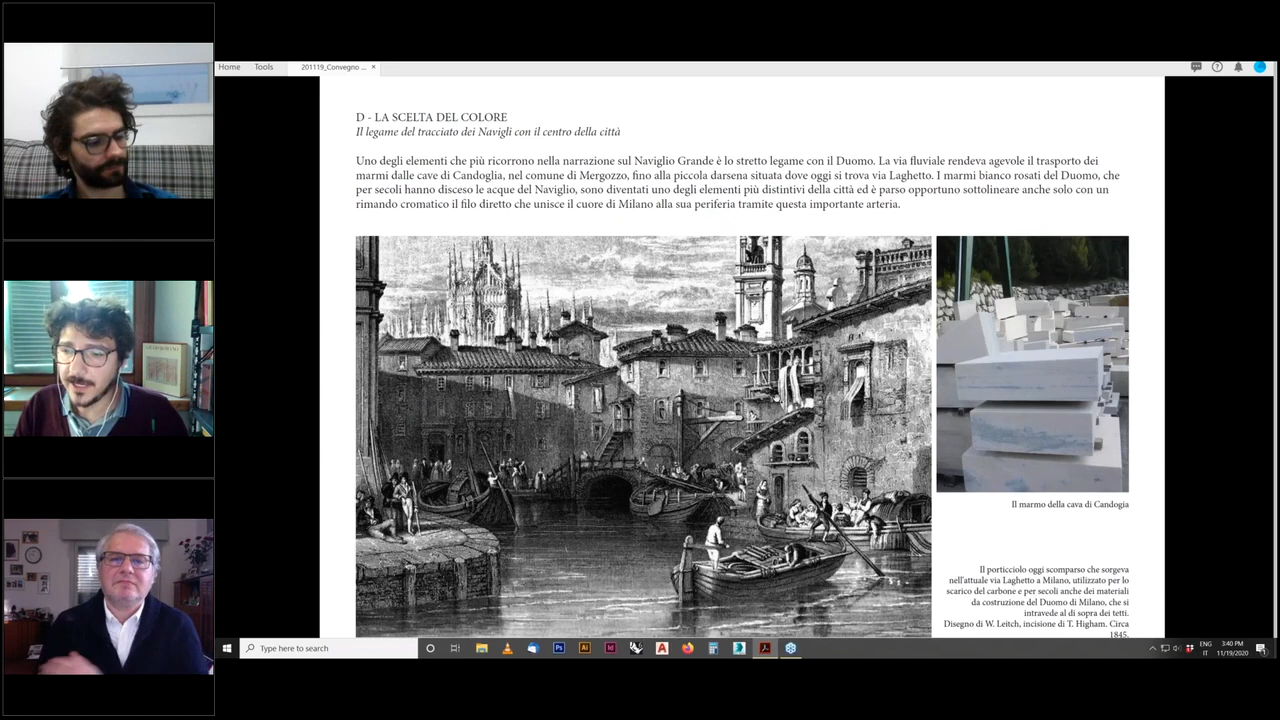 Home Tools 201119_Convegno ... ×
D - LA SCELTA DEL COLORE
Il legame del tracciato dei Navigli con il centro della città
Uno degli elementi che più ricorrono nella narrazione sul Naviglio Grande è lo stretto legame con il Duomo. La via fluviale rendeva agevole il trasporto dei
marmi dalle cave di Candoglia, nel comune di Mergozzo, fino alla piccola darsena situata dove oggi si trova via Laghetto. I marmi bianco rosati del Duomo, che
per secoli hanno disceso le acque del Naviglio, sono diventati uno degli elementi più distintivi della città ed è parso opportuno sottolineare anche solo con un
rimando cromatico il filo diretto che unisce il cuore di Milano alla sua periferia tramite questa importante arteria.
Il marmo della cava di Candogia
Il porticciolo oggi scomparso che sorgeva
nell'attuale via Laghetto a Milano, utilizzato per lo
scarico del carbone e per secoli anche dei materiali
da costruzione del Duomo di Milano, che si
intravede al di sopra dei tetti.
Disegno di W. Leitch, incisione di T. Higham. Circa
1845.
Type here to search
Ps Ai Id A
ENG
IT
3:40 PM
11/19/2020